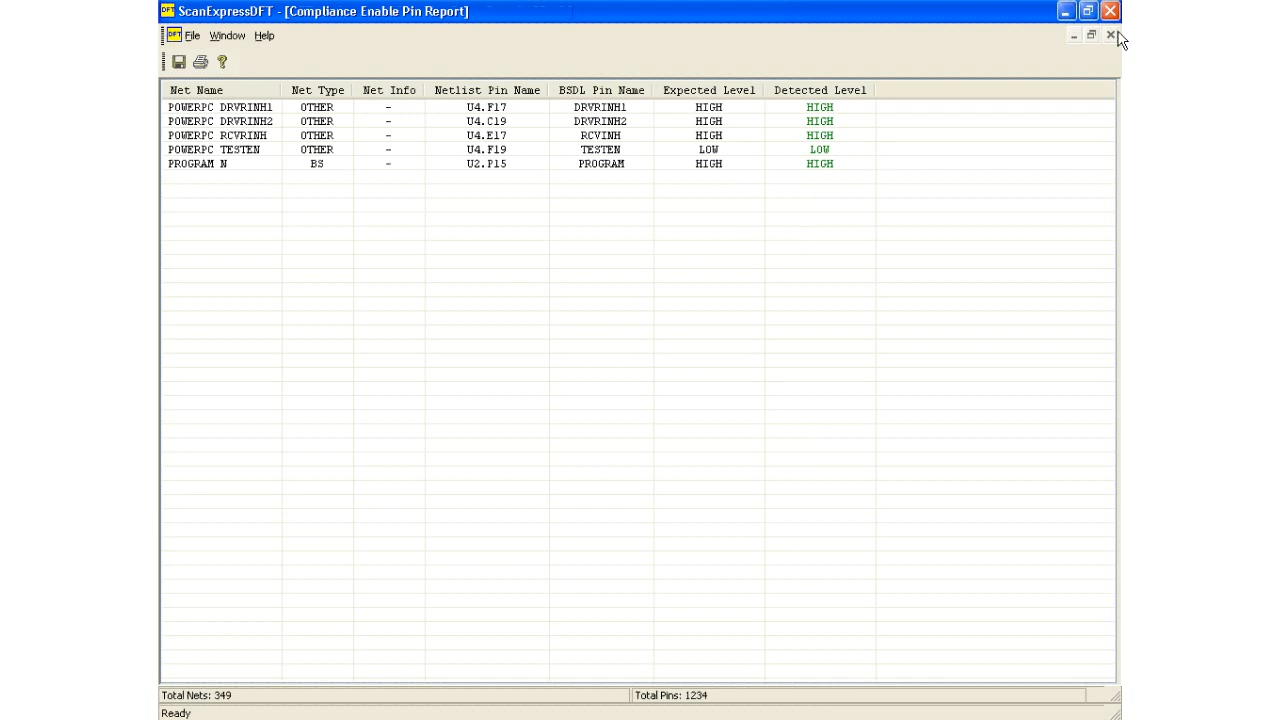 DFT ScanExpressDFT - [Compliance Enable Pin Report]
DFT File Window Help
Net Name Net Type Net Info Netlist Pin Name BSDL Pin Name Expected Level Detected Level
POWERPC DRVRINH1 OTHER - U4.F17 DRVRINH1 HIGH HIGH
POWERPC DRVRINH2 OTHER - U4.C19 DRVRINH2 HIGH HIGH
POWERPC RCVRINH OTHER - U4.E17 RCVINH HIGH HIGH
POWERPC TESTEN OTHER - U4.F19 TESTEN LOW LOW
PROGRAM N BS - U2.P15 PROGRAM HIGH HIGH
Total Nets: 349 Total Pins: 1234
Ready